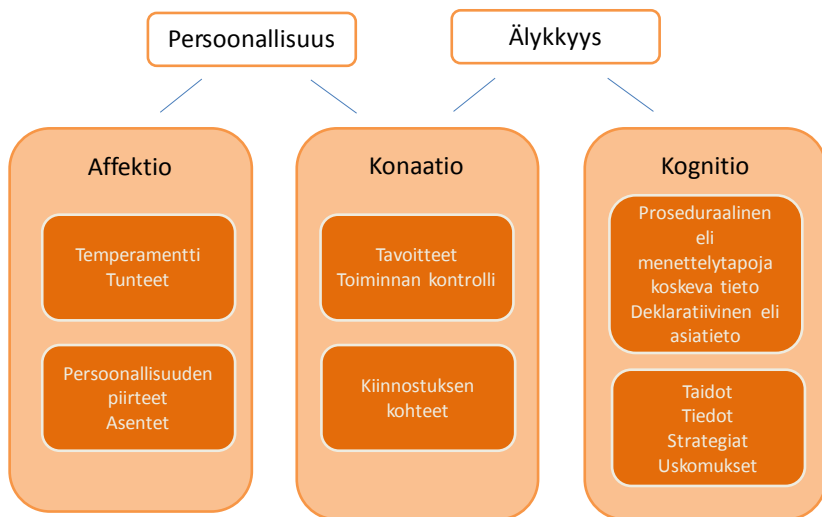 Persoonallisuus
Älykkyys
Affektio
Temperamentti
Tunteet
Persoonallisuuden
piirteet
Asentet
Konaatio
Tavoitteet
Toiminnan kontrolli
Kiinnostuksen
kohteet
Kognitio
Proseduraalinen
eli
menettelytapoja
koskeva tieto
Deklaratiivinen eli
asiatieto
Taidot
Tiedot
Strategiat
Uskomukset